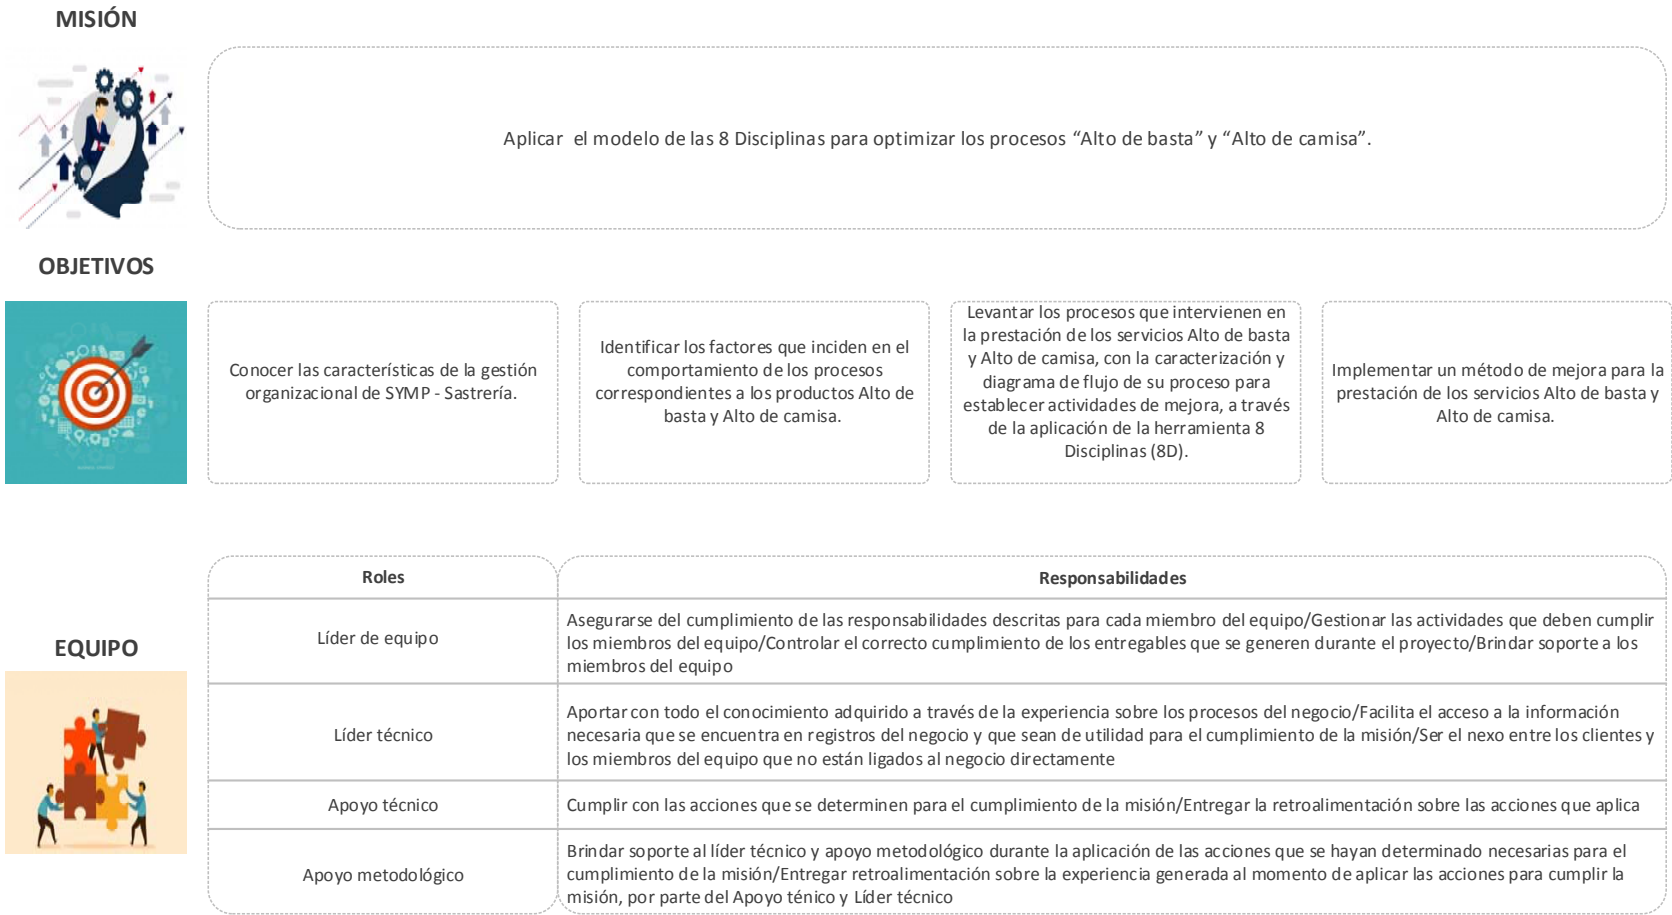 MISIÓN
Aplicar el modelo de las 8 Disciplinas para optimizar los procesos “Alto de basta” y “Alto de camisa”.
OBJETIVOS
Conocer las características de la gestión
organizacional de SYMP - Sastrería.
Identificar los factores que inciden en el
comportamiento de los procesos
correspondientes a los productos Alto de
basta y Alto de camisa.
Levantar los procesos que intervienen en
la prestación de los servicios Alto de basta
y Alto de camisa, con la caracterización y
diagrama de flujo de su proceso para
establecer actividades de mejora, a través
de la aplicación de la herramienta 8
Disciplinas (8D).
Implementar un método de mejora para la
prestación de los servicios Alto de basta y
Alto de camisa.
EQUIPO
Roles
Responsabilidades
Líder de equipo
Asegurarse del cumplimiento de las responsabilidades descritas para cada miembro del equipo/Gestionar las actividades que deben cumplir
los miembros del equipo/Controlar el correcto cumplimiento de los entregables que se generen durante el proyecto/Brindar soporte a los
miembros del equipo
Líder técnico
Aportar con todo el conocimiento adquirido a través de la experiencia sobre los procesos del negocio/Facilita el acceso a la información
necesaria que se encuentra en registros del negocio y que sean de utilidad para el cumplimiento de la misión/Ser el nexo entre los clientes y
los miembros del equipo que no están ligados al negocio directamente
Apoyo técnico
Cumplir con las acciones que se determinen para el cumplimiento de la misión/Entregar la retroalimentación sobre las acciones que aplica
Apoyo metodológico
Brindar soporte al líder técnico y apoyo metodológico durante la aplicación de las acciones que se hayan determinado necesarias para el
cumplimiento de la misión/Entregar retroalimentación sobre la experiencia generada al momento de aplicar las acciones para cumplir la
misión, por parte del Apoyo ténico y Líder técnico